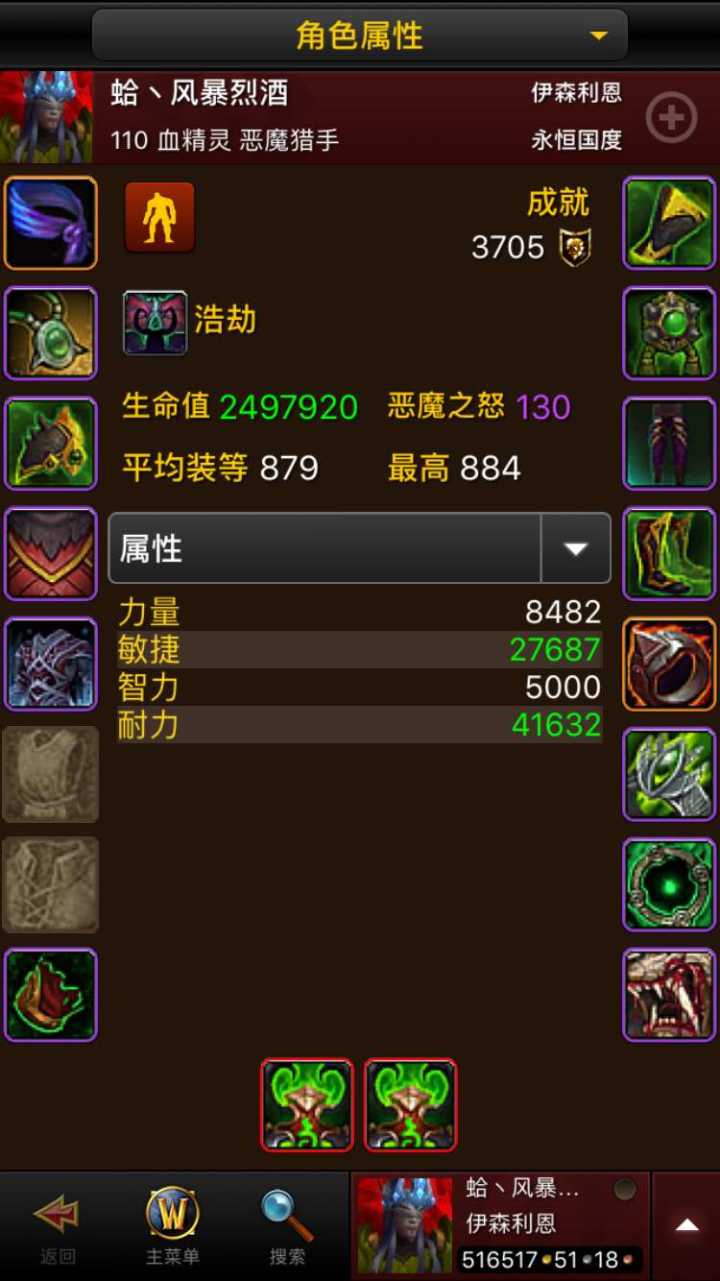 角色属性
蛤丶风暴烈酒 伊森利恩
110 血精灵 恶魔猎手 永恒国度
成就
3705
浩劫
生命值 2497920 恶魔之怒 130
平均装等 879 最高 884
属性
力量 8482
敏捷 27687
智力 5000
耐力 41632
蛤丶风暴...
伊森利恩
返回 主菜单 搜索 516517 51 18